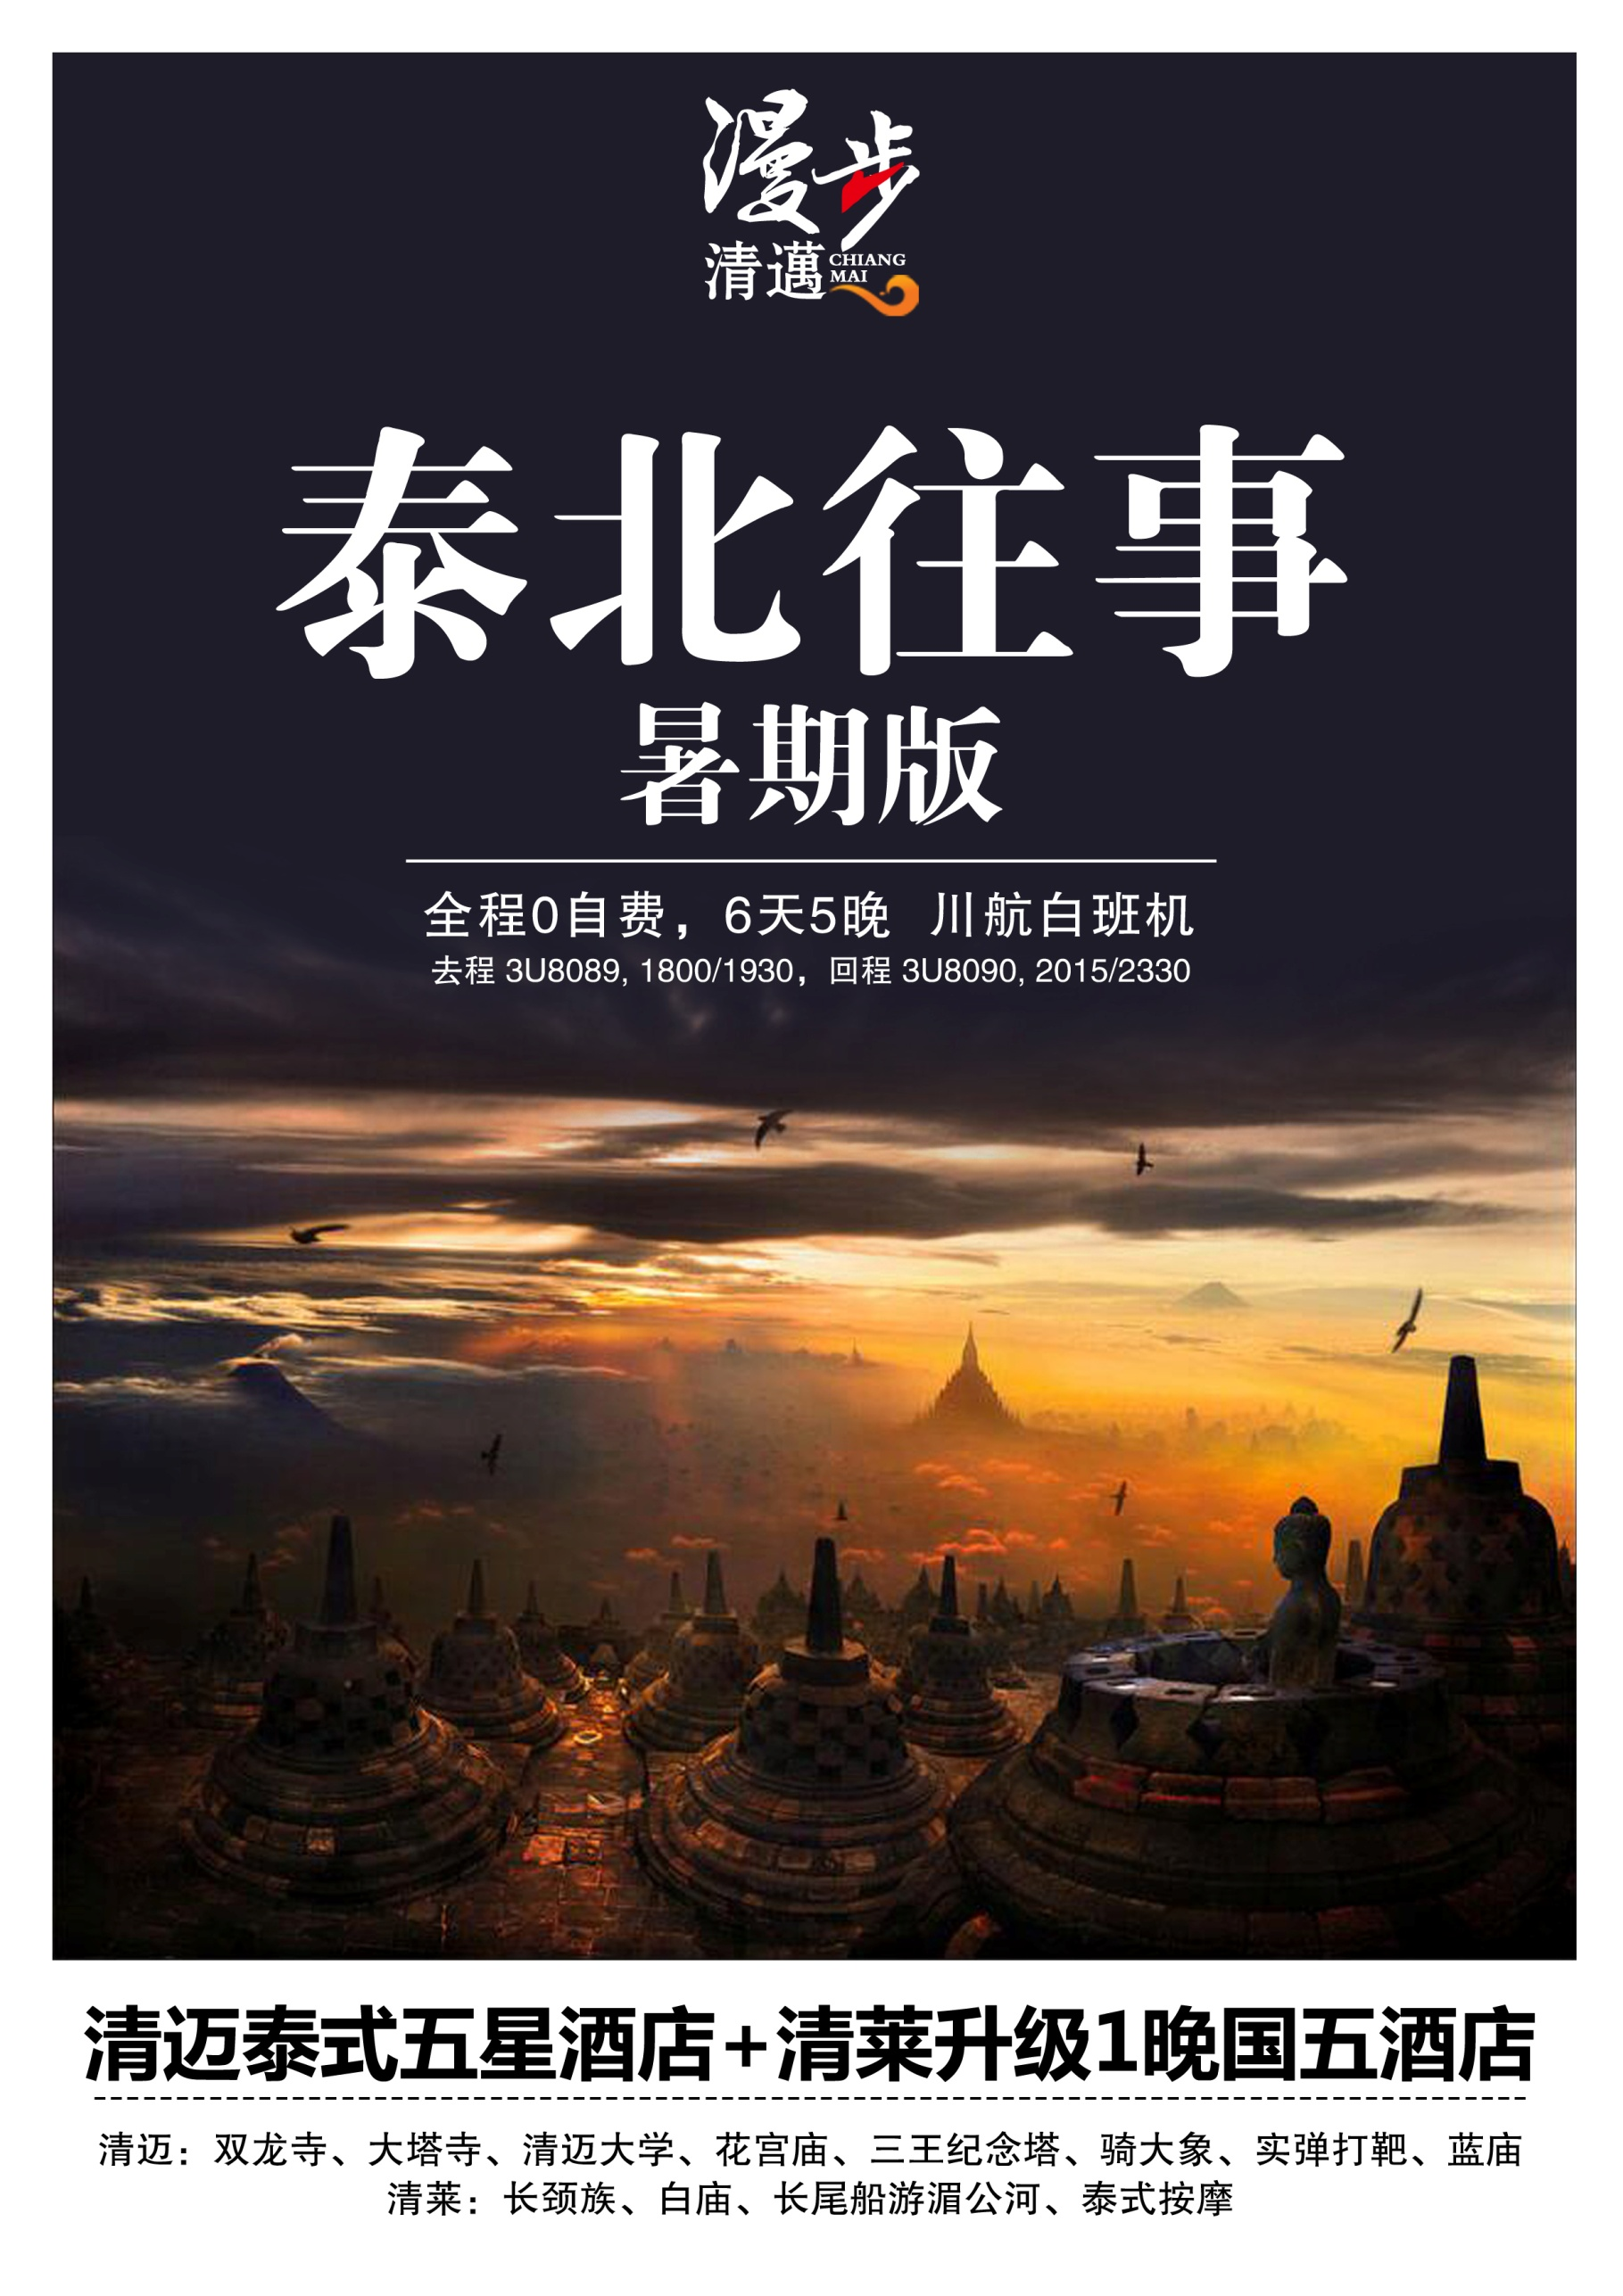 漫步
清邁
CHIANG
MAI
泰北往事
暑期版
全程0自费，6天5晚 川航白班机
去程 3U8089, 1800/1930，回程 3U8090, 2015/2330
清迈泰式五星酒店+清莱升级1晚国五酒店
清迈：双龙寺、大塔寺、清迈大学、花宫庙、三王纪念塔、骑大象、实弹打靶、蓝庙
清莱：长颈族、白庙、长尾船游湄公河、泰式按摩